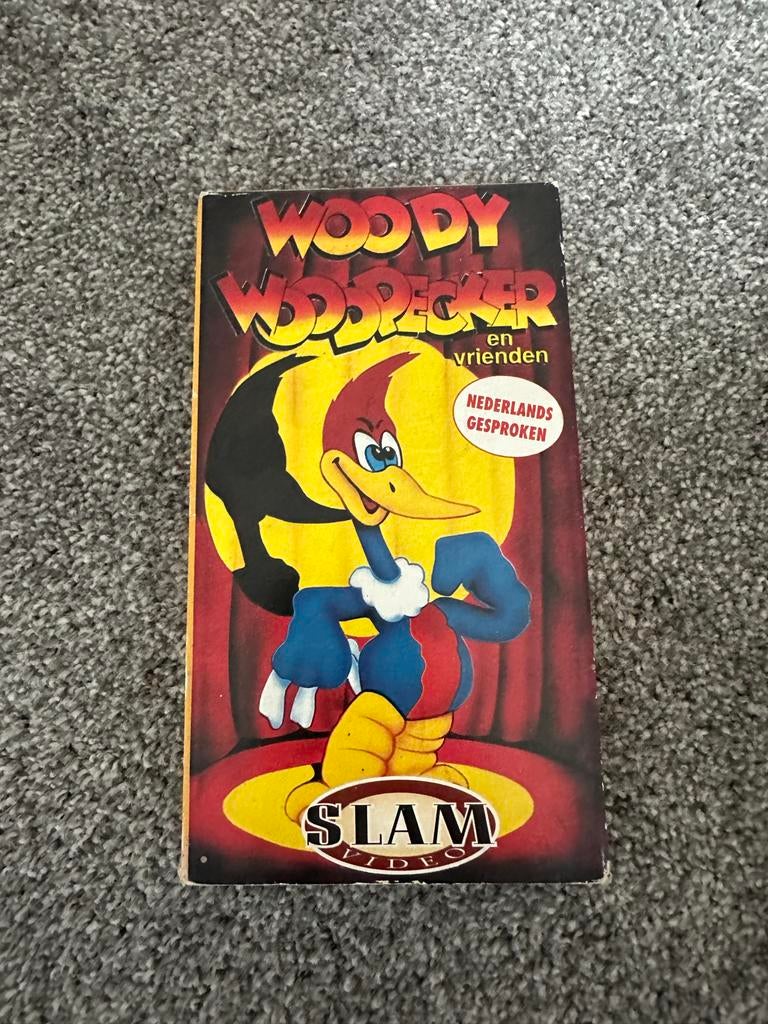 WOODY
WOODPECKER
en
vrienden
NEDERLANDS
GESPROKEN
SLAM
VIDEO